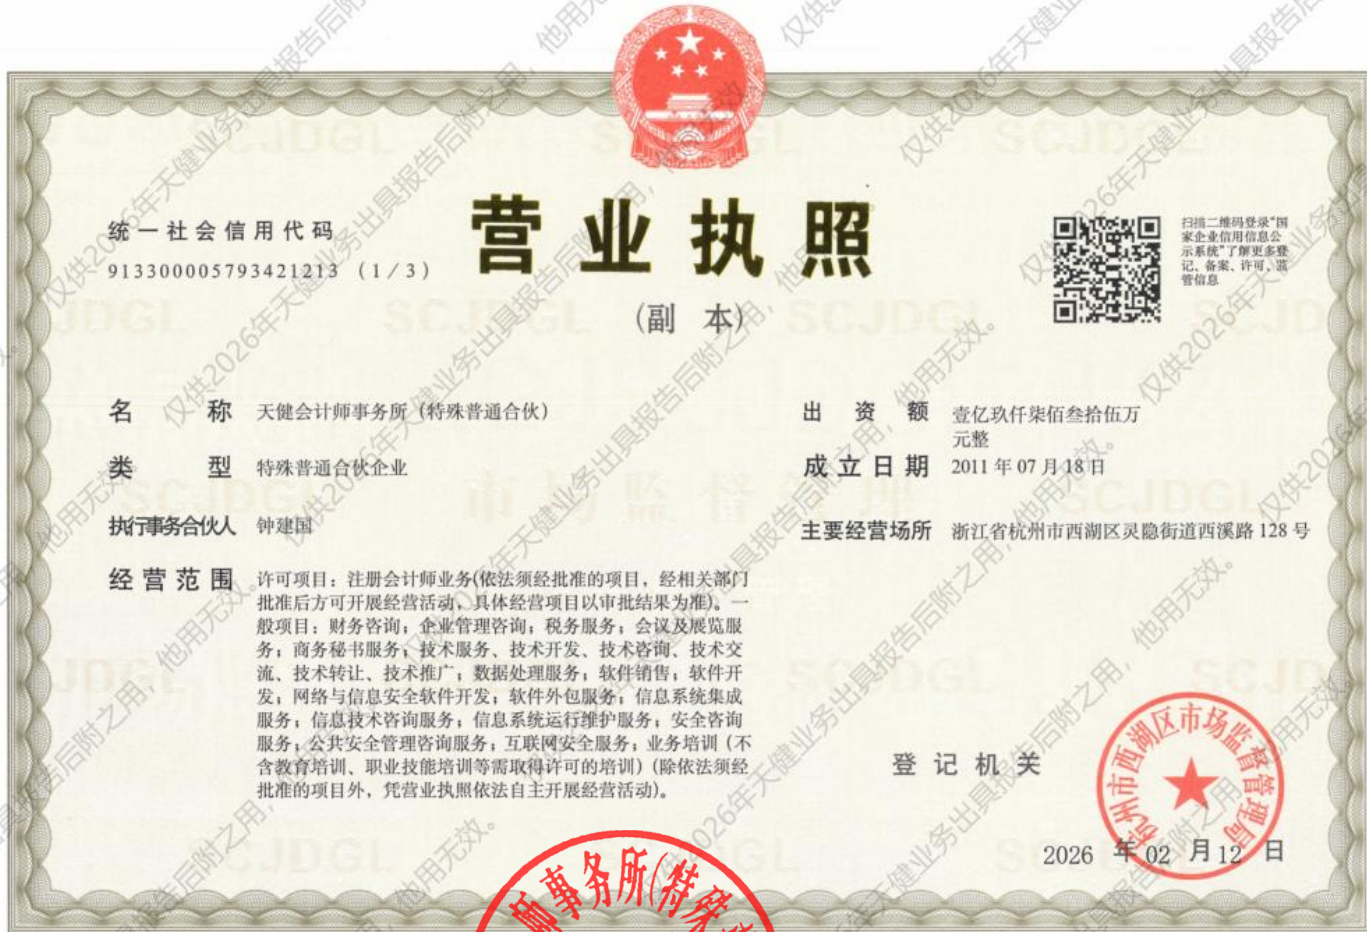 营业执照
(副 本)
统一社会信用代码
913300005793421213 (1/3)
扫描二维码登录“国
家企业信用信息公
示系统”了解更多登
记、备案、许可、监
管信息
名 称 天健会计师事务所（特殊普通合伙）
类 型 特殊普通合伙企业
执行事务合伙人 钟建国
经营范围 许可项目：注册会计师业务(依法须经批准的项目，经相关部门
批准后方可开展经营活动，具体经营项目以审批结果为准)。一
般项目：财务咨询；企业管理咨询；税务服务；会议及展览服
务；商务秘书服务；技术服务、技术开发、技术咨询、技术交
流、技术转让、技术推广；数据处理服务；软件销售；软件开
发；网络与信息安全软件开发；软件外包服务；信息系统集成
服务；信息技术咨询服务；信息系统运行维护服务；安全咨询
服务；公共安全管理咨询服务；互联网安全服务；业务培训（不
含教育培训、职业技能培训等需取得许可的培训）(除依法须经
批准的项目外，凭营业执照依法自主开展经营活动)。
出 资 额 壹亿玖仟柒佰叁拾伍万
元整
成立日期 2011年07月18日
主要经营场所 浙江省杭州市西湖区灵隐街道西溪路128号
登记机关
杭州市西湖区市场监督管理局
2026 年 02 月 12 日
师事务所(特殊普
仅供2026年天健业务出具报告后附之用，他用无效。
SCJDGL
市场监督管理